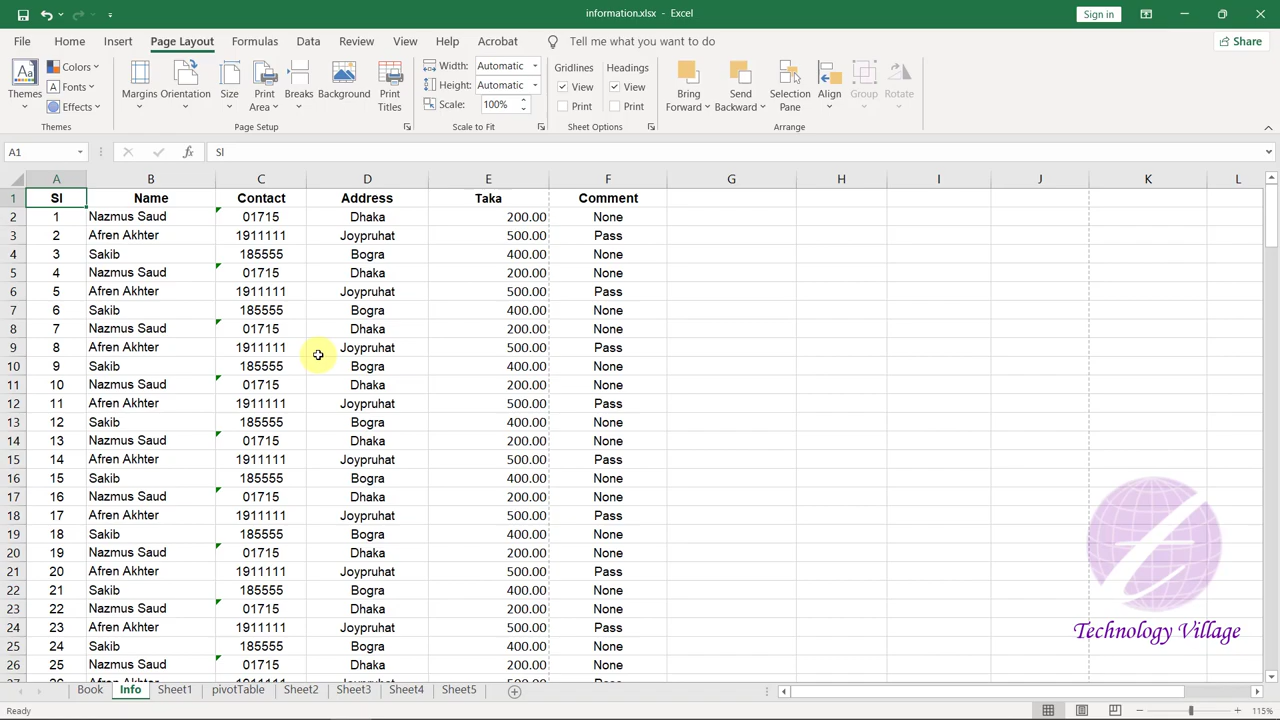 information.xlsx - Excel
Sign in
File Home Insert Page Layout Formulas Data Review View Help Acrobat Tell me what you want to do Share
Themes Colors Fonts Effects Margins Orientation Size Print Area Breaks Background Print Titles
Width: Automatic
Height: Automatic
Scale:
Gridlines Headings
View View
Print Print
Bring Forward Send Backward Selection Pane Align Group Rotate
Themes Page Setup Scale to Fit Sheet Options Arrange
A1 fx Sl
A B C D E F G H I J K L
1 Sl Name Contact Address Taka Comment
2 1 Nazmus Saud 01715 Dhaka 200.00 None
3 2 Afren Akhter 1911111 Joypruhat 500.00 Pass
4 3 Sakib 185555 Bogra 400.00 None
5 4 Nazmus Saud 01715 Dhaka 200.00 None
6 5 Afren Akhter 1911111 Joypruhat 500.00 Pass
7 6 Sakib 185555 Bogra 400.00 None
8 7 Nazmus Saud 01715 Dhaka 200.00 None
9 8 Afren Akhter 1911111 Joypruhat 500.00 Pass
10 9 Sakib 185555 Bogra 400.00 None
11 10 Nazmus Saud 01715 Dhaka 200.00 None
12 11 Afren Akhter 1911111 Joypruhat 500.00 Pass
13 12 Sakib 185555 Bogra 400.00 None
14 13 Nazmus Saud 01715 Dhaka 200.00 None
15 14 Afren Akhter 1911111 Joypruhat 500.00 Pass
16 15 Sakib 185555 Bogra 400.00 None
17 16 Nazmus Saud 01715 Dhaka 200.00 None
18 17 Afren Akhter 1911111 Joypruhat 500.00 Pass
19 18 Sakib 185555 Bogra 400.00 None
20 19 Nazmus Saud 01715 Dhaka 200.00 None
21 20 Afren Akhter 1911111 Joypruhat 500.00 Pass
22 21 Sakib 185555 Bogra 400.00 None
23 22 Nazmus Saud 01715 Dhaka 200.00 None
24 23 Afren Akhter 1911111 Joypruhat 500.00 Pass
25 24 Sakib 185555 Bogra 400.00 None
26 25 Nazmus Saud 01715 Dhaka 200.00 None
Technology Village
Book Info Sheet1 pivotTable Sheet2 Sheet3 Sheet4 Sheet5
Ready 115%